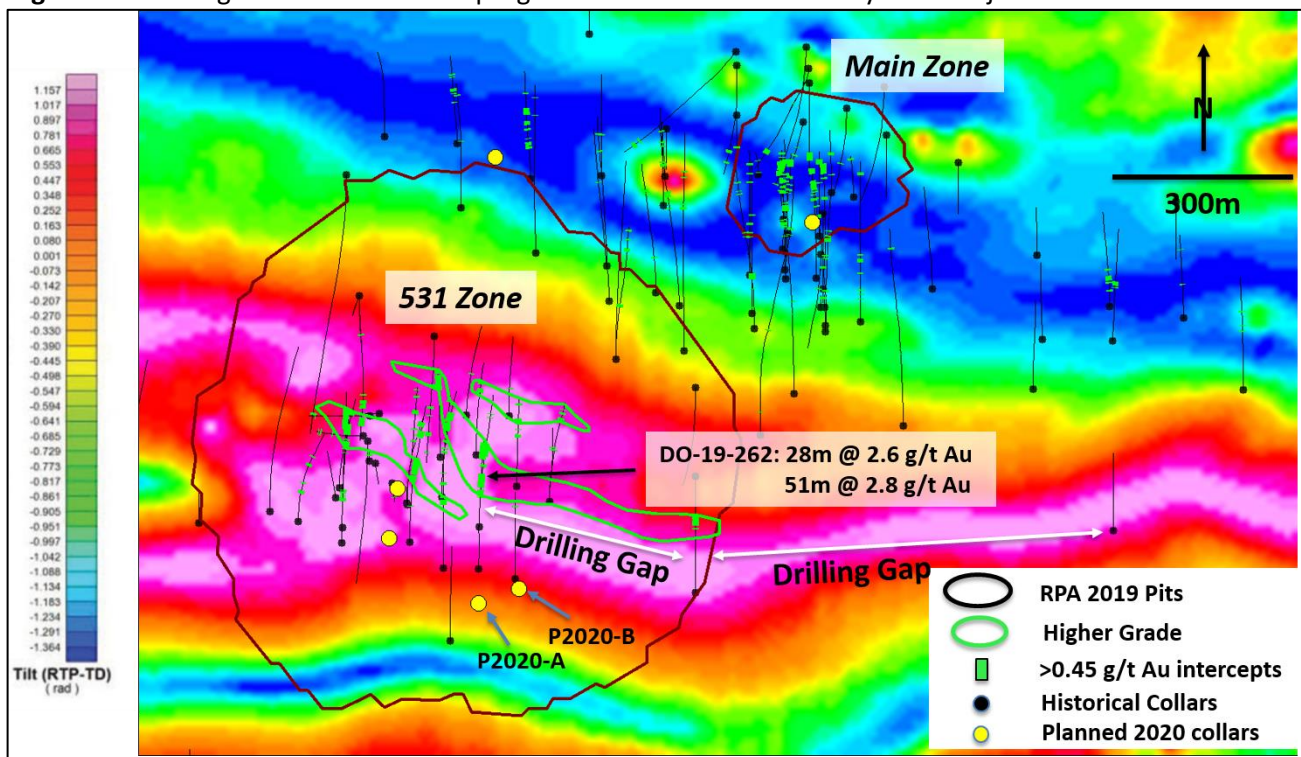 Main Zone
N
300m
531 Zone
DO-19-262: 28m @ 2.6 g/t Au
51m @ 2.8 g/t Au
Drilling Gap
Drilling Gap
P2020-B
P2020-A
1.157
1.017
0.897
0.781
0.665
0.553
0.447
0.348
0.252
0.163
0.080
0.001
-0.073
-0.142
-0.207
-0.270
-0.330
-0.390
-0.445
-0.498
-0.547
-0.594
-0.641
-0.685
-0.729
-0.773
-0.817
-0.861
-0.905
-0.951
-0.997
-1.042
-1.088
-1.134
-1.183
-1.234
-1.291
-1.364
Tilt (RTP-TD)
( rad )
RPA 2019 Pits
Higher Grade
>0.45 g/t Au intercepts
Historical Collars
Planned 2020 collars